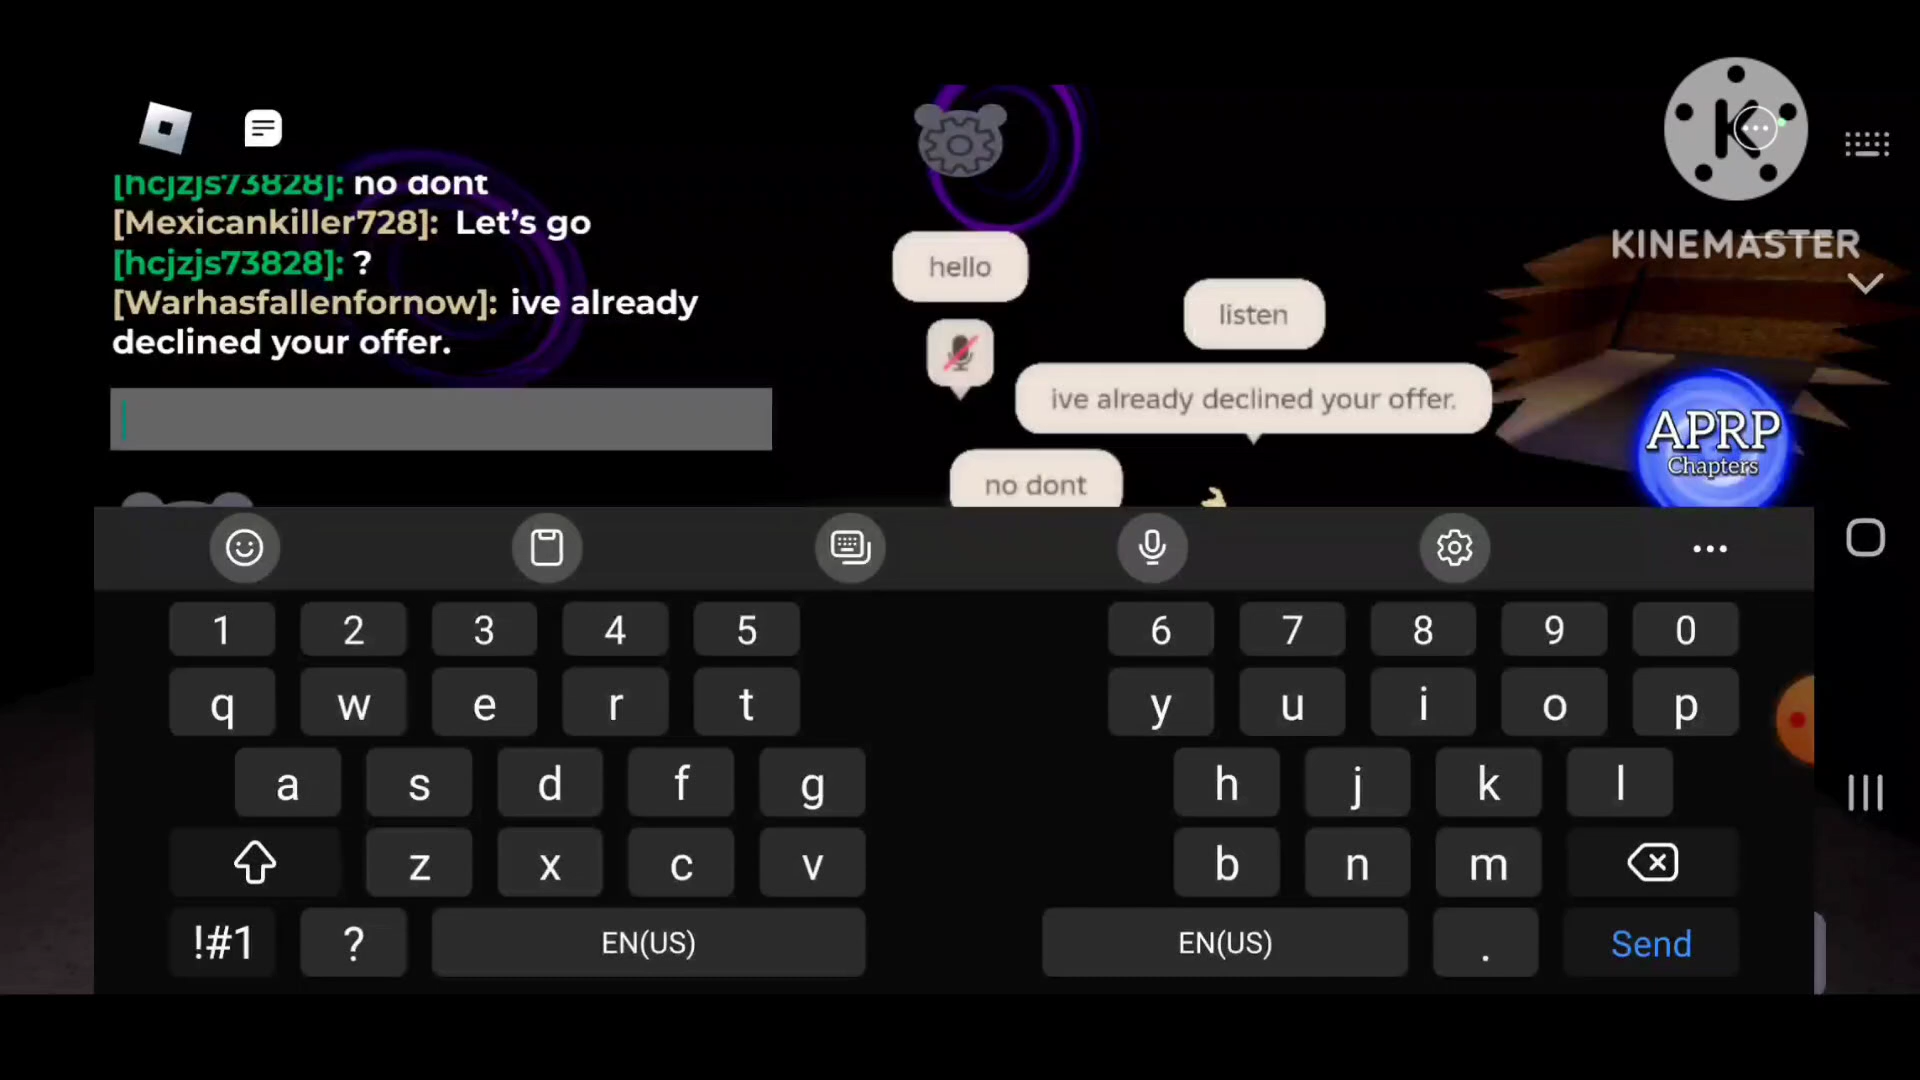 [hcjzjs73828]: no dont
[Mexicankiller728]: Let's go
[hcjzjs73828]: ?
[Warhasfallenfornow]: ive already
declined your offer.
hello
listen
ive already declined your offer.
no dont
K
KINEMASTER
APRP
Chapters
1 2 3 4 5 6 7 8 9 0
q w e r t y u i o p
a s d f g h j k l
z x c v b n m
!#1 ? EN(US) EN(US) . Send